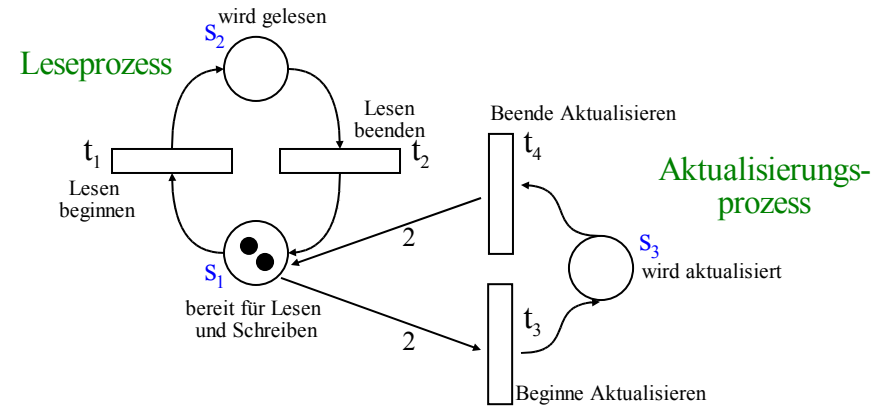 wird gelesen
s2
Leseprozess
Lesen
beenden
Beende Aktualisieren
t1
t2
t4
Lesen
beginnen
Aktualisierungs-
prozess
2
s3
wird aktualisiert
s1
bereit für Lesen
und Schreiben
2
t3
Beginne Aktualisieren